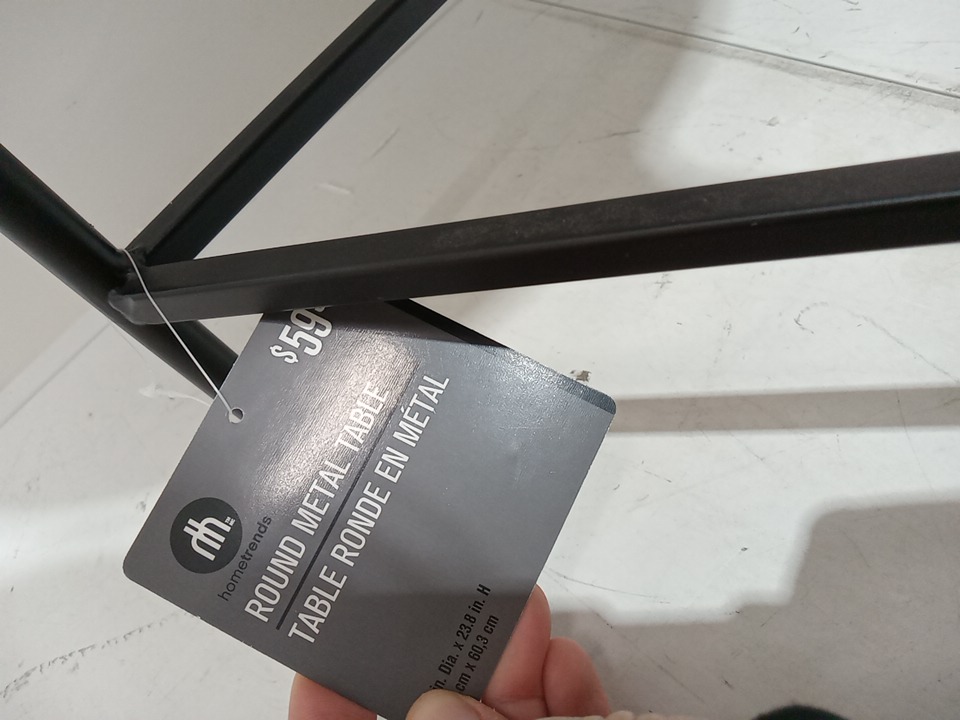 $59
hometrends
ROUND METAL TABLE
TABLE RONDE EN MÉTAL
in. Dia. x 23.8 in. H
cm x 60,3 cm